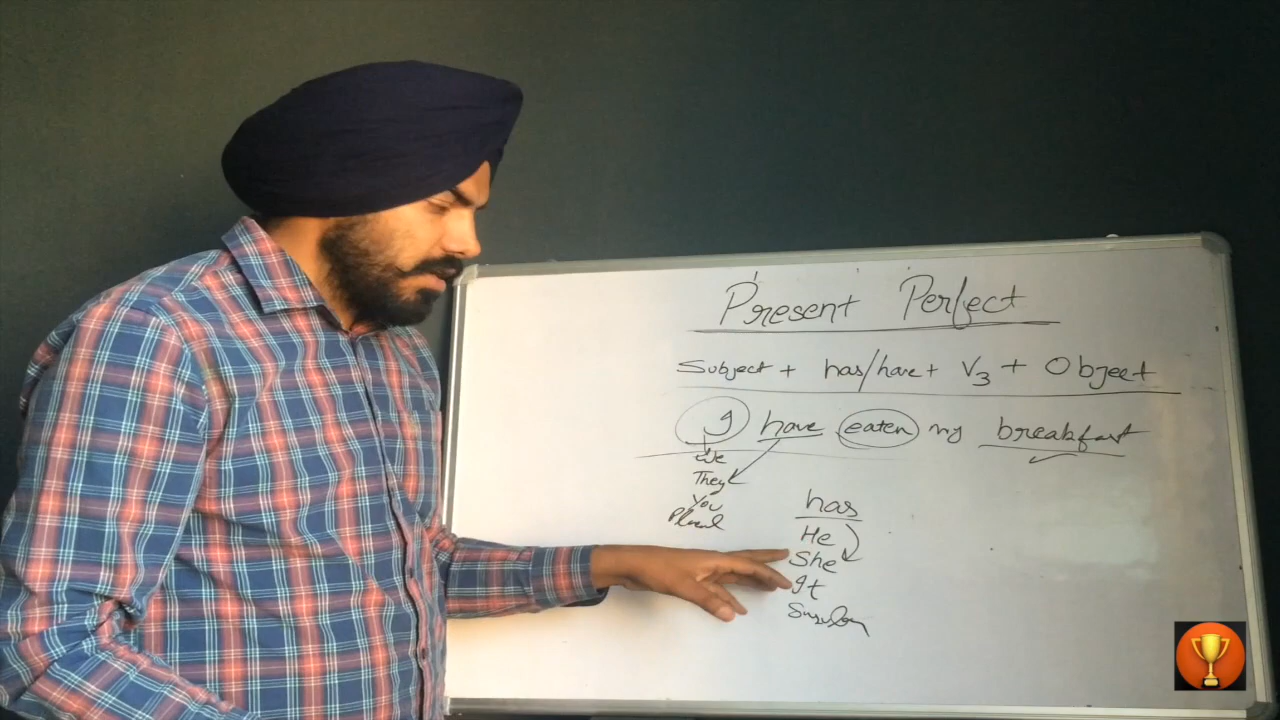 Present Perfect
Subject + has/have + V3 + Object
I have eaten my breakfast
We
They
You
Plural
has
He
She
It